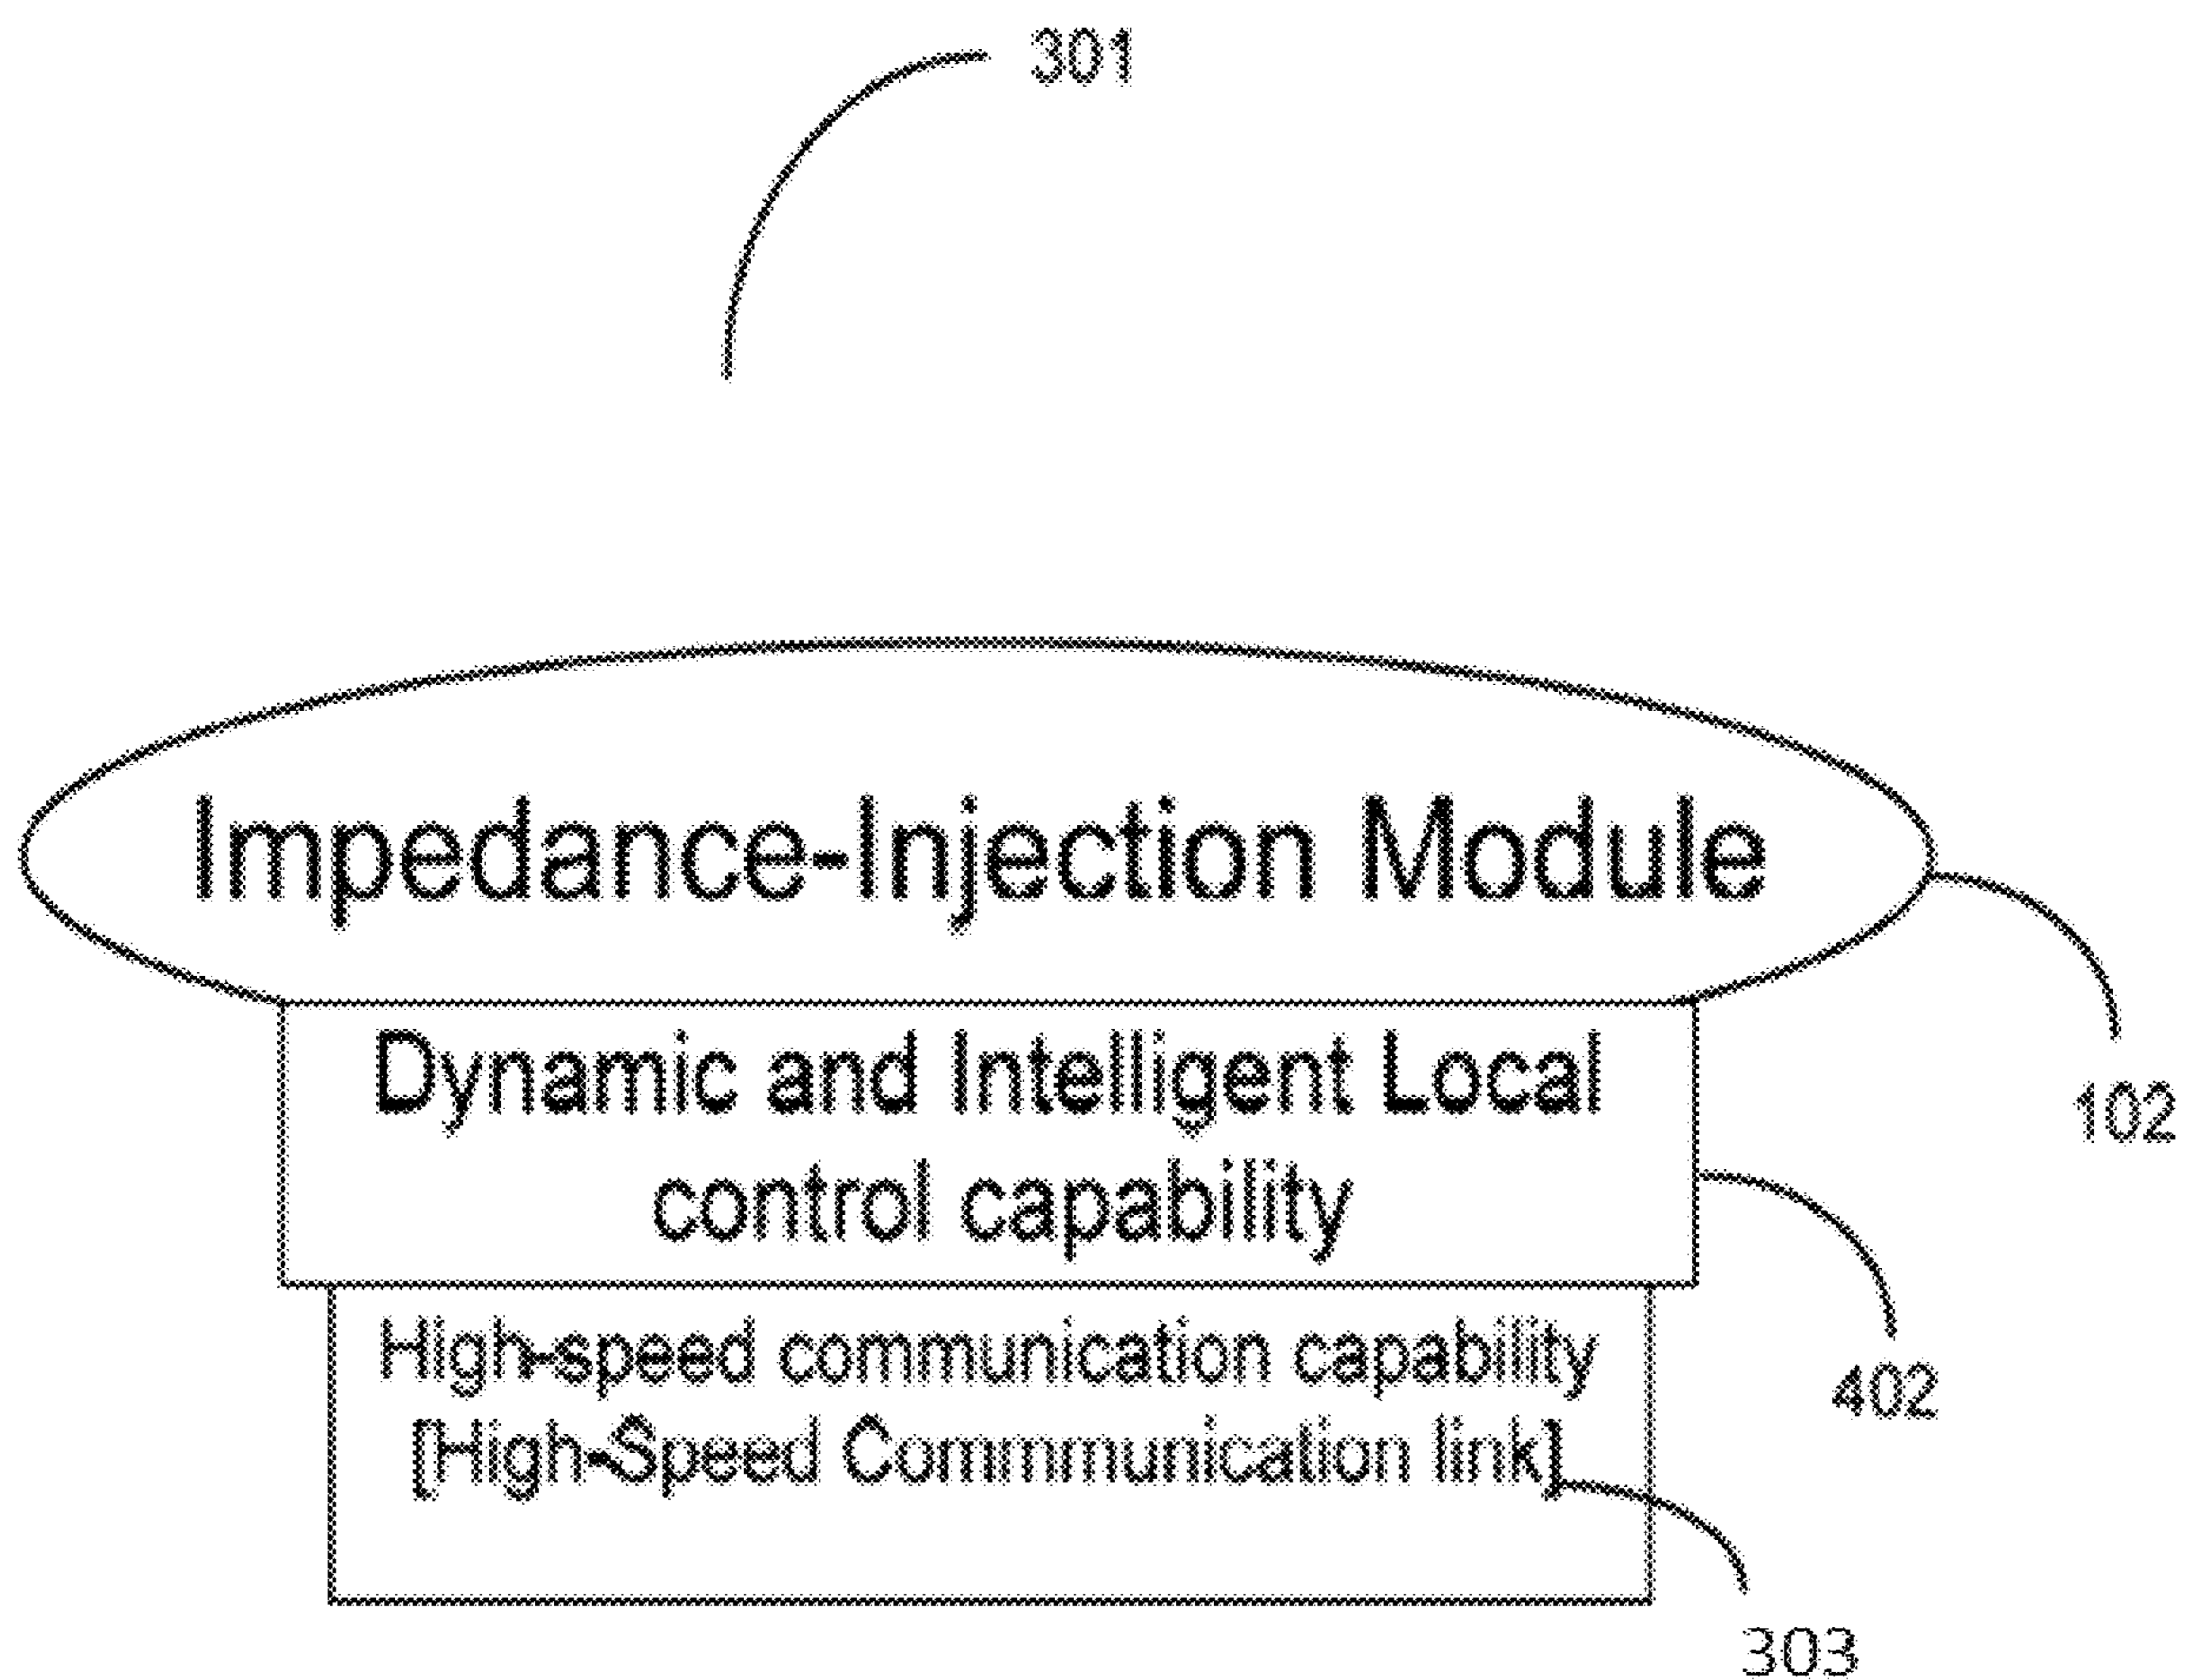 301
Impedance-Injection Module
Dynamic and Intelligent Local
control capability
102
High-speed communication capability
[High-Speed Commmunication link]
402
303